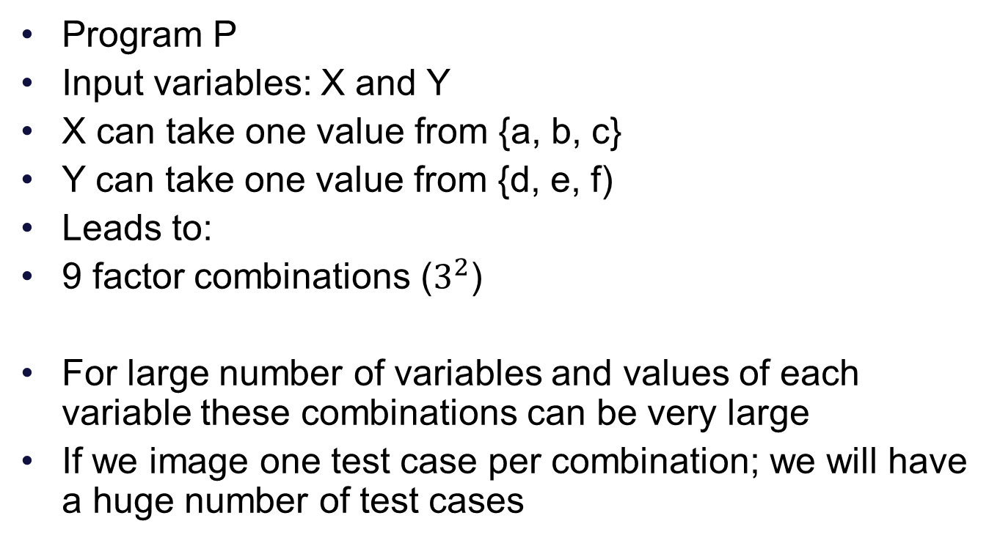 • Program P
• Input variables: X and Y
• X can take one value from {a, b, c}
• Y can take one value from {d, e, f)
• Leads to:
• 9 factor combinations (3²)
• For large number of variables and values of each
variable these combinations can be very large
• If we image one test case per combination; we will have
a huge number of test cases